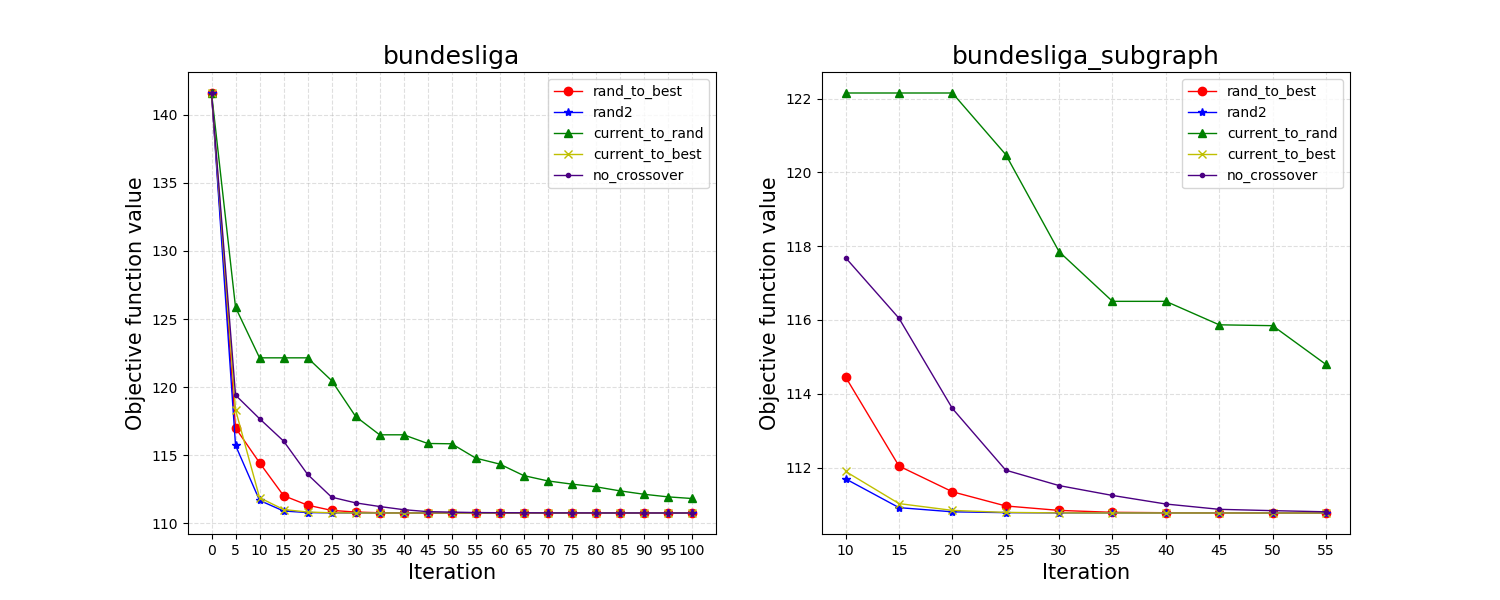 bundesliga
Objective function value
140
135
130
125
120
115
110
0 5 10 15 20 25 30 35 40 45 50 55 60 65 70 75 80 85 90 95 100
Iteration
rand_to_best
rand2
current_to_rand
current_to_best
no_crossover
bundesliga_subgraph
Objective function value
122
120
118
116
114
112
10 15 20 25 30 35 40 45 50 55
Iteration
rand_to_best
rand2
current_to_rand
current_to_best
no_crossover